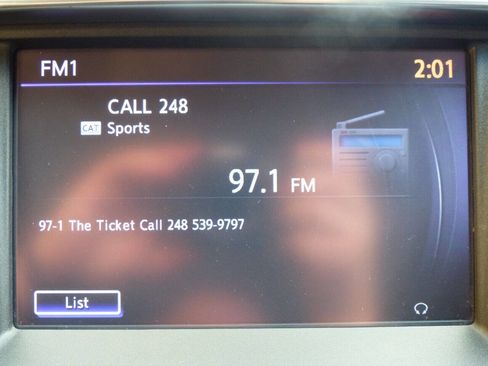 FM1 2:01
CALL 248
CAT Sports
97.1 FM
97-1 The Ticket Call 248 539-9797
List